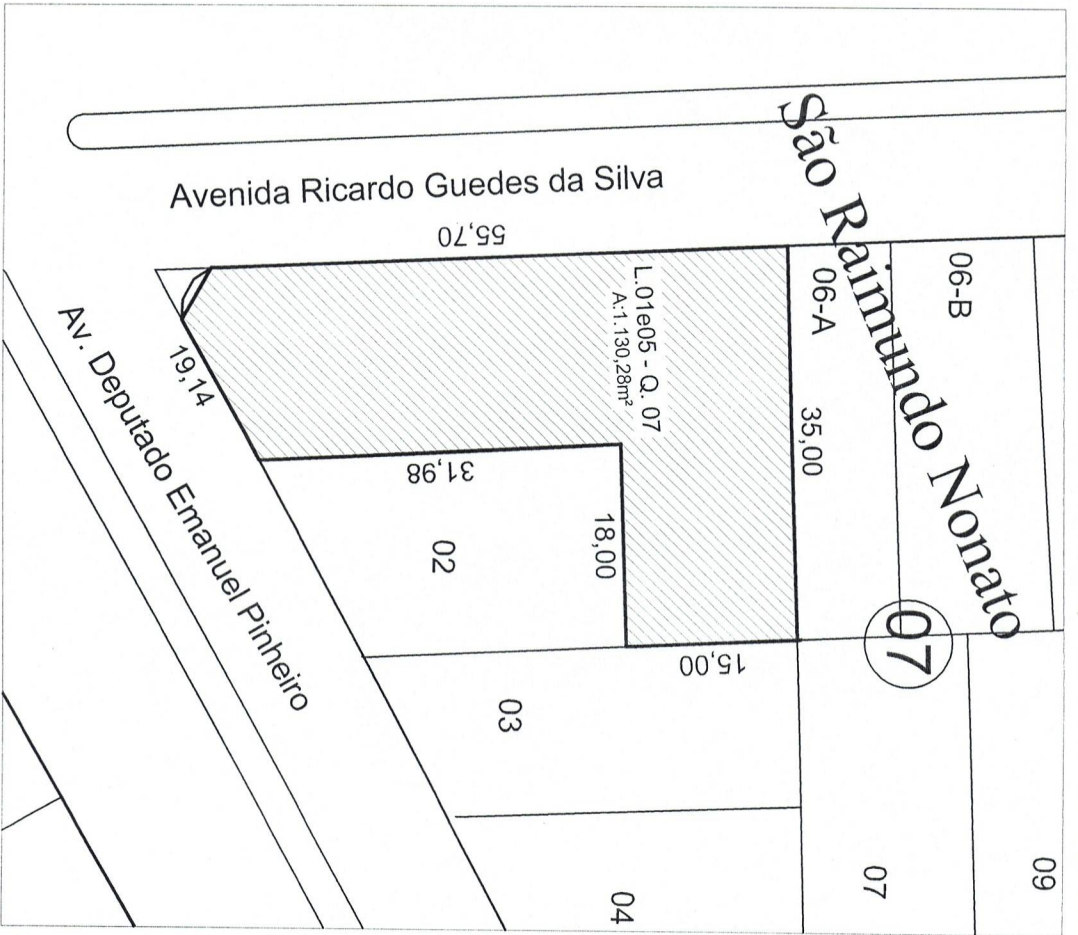 São Raimundo Nonato
Avenida Ricardo Guedes da Silva
55,70
06-B
06-A
L.01e05 - Q. 07
A:1.130,28m²
35,00
19,14
Av. Deputado Emanuel Pinheiro
31,98
18,00
02
15,00
07
03
07
09
04